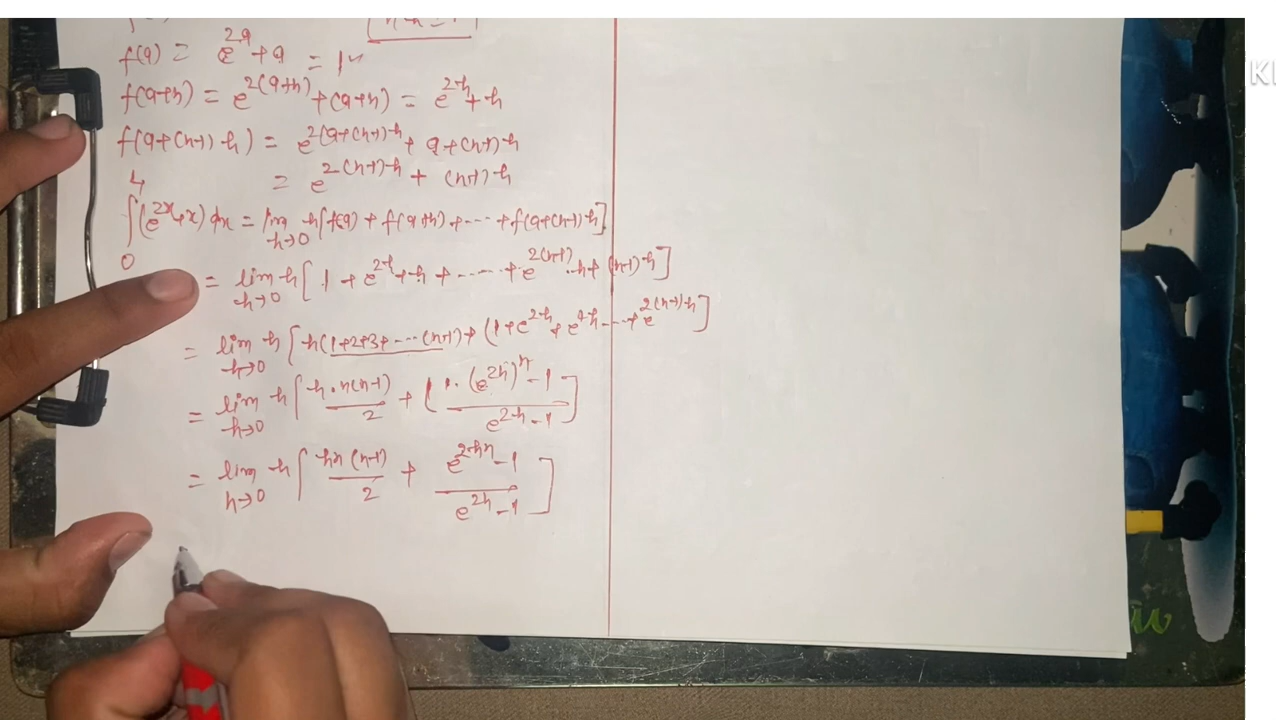 f(a) = e^{2a} + a = 1
f(a+h) = e^{2(a+h)} + (a+h) = e^{2h} + h
f(a+(n-1)h) = e^{2(a+(n-1)h} + a+(n-1)h
= e^{2(n-1)h} + (n-1)h
∫_0^4 (e^{2x}+x) dx = lim_{h→0} h[f(a) + f(a+h) + ---- + f(a+(n-1)h]
= lim_{h→0} h[1 + e^{2h} + h + ------ + e^{2(n-1)}.h + (n-1)h]
= lim_{h→0} h[h(1+2+3+----(n-1)+(1+e^{2h}+e^{4h}----+e^{2(n-1)h}]
= lim_{h→0} h[h.n(n-1)/2 + (1.(e^{2h})^n-1/e^{2h}-1]
= lim_{h→0} h[hn(n-1)/2 + e^{2hn}-1/e^{2h}-1]